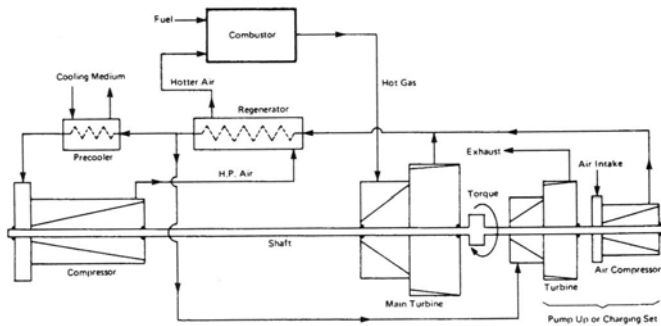 Fuel
Combustor
Cooling Medium
Hotter Air
Hot Gas
Regenerator
Precooler
Exhaust
Air Intake
H.P. Air
Torque
Shaft
Compressor
Main Turbine
Turbine
Air Compressor
Pump Up or Charging Set